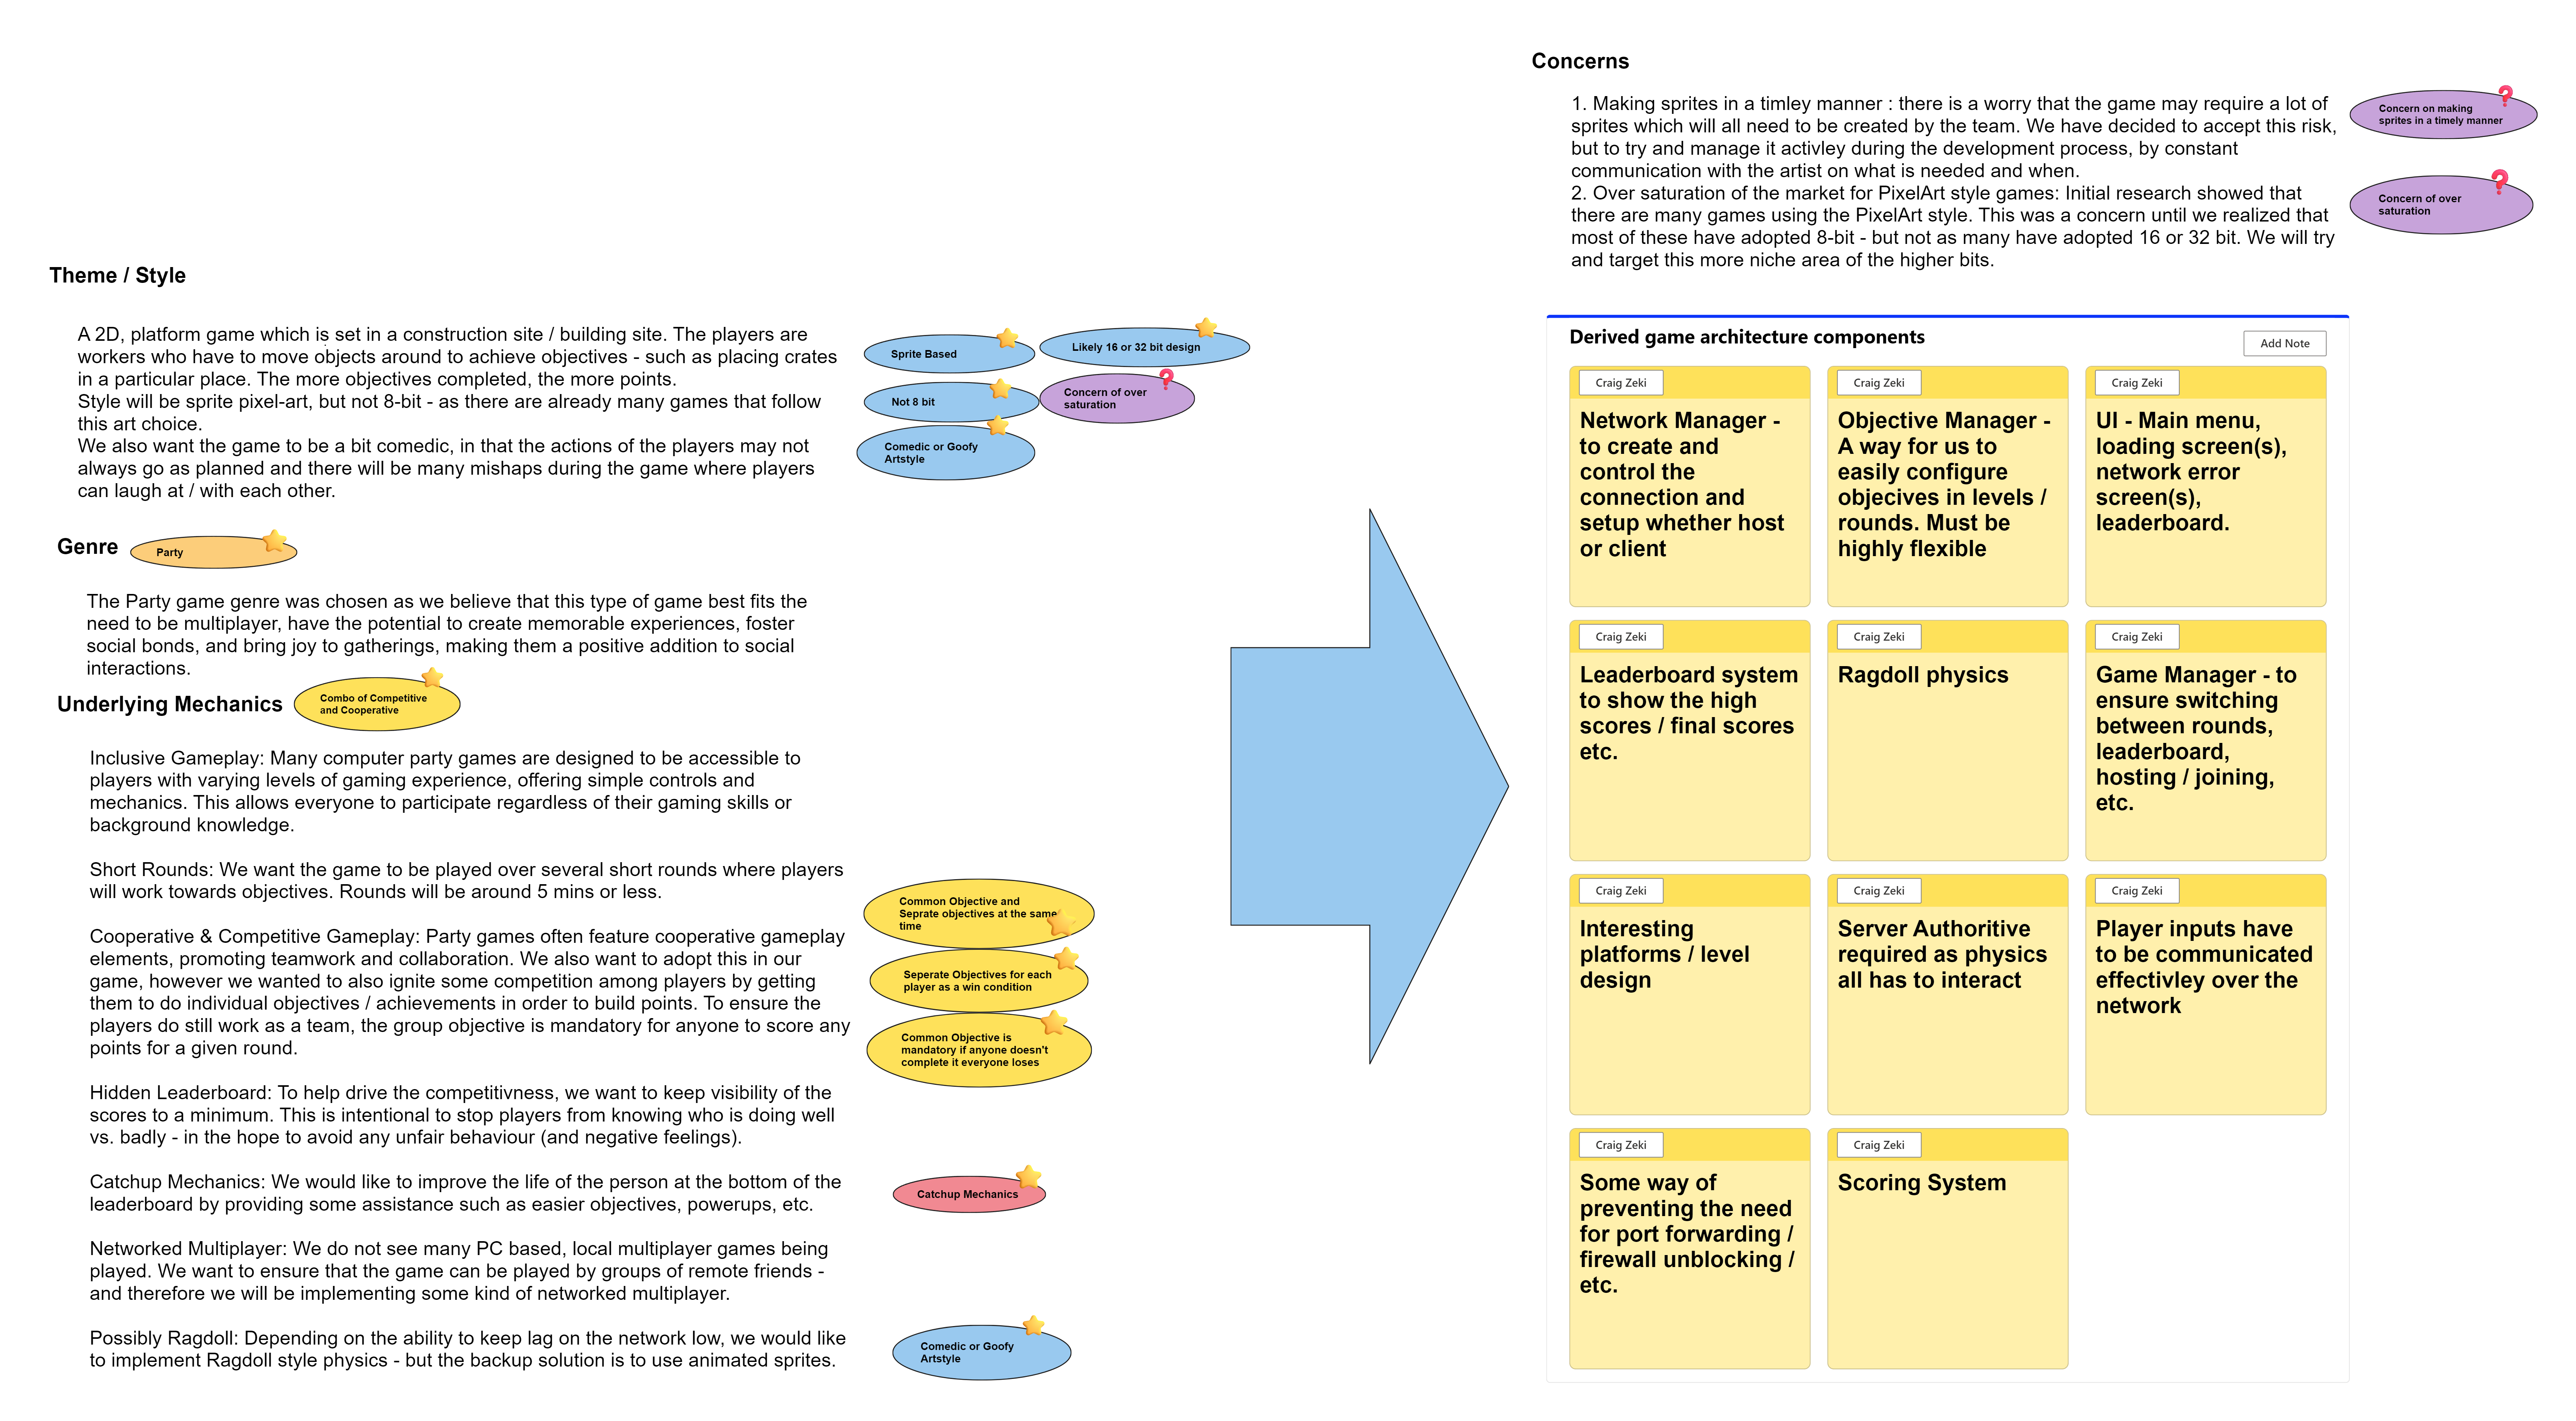 Theme / Style
A 2D, platform game which is set in a construction site / building site. The players are
workers who have to move objects around to achieve objectives - such as placing crates
in a particular place. The more objectives completed, the more points.
Style will be sprite pixel-art, but not 8-bit - as there are already many games that follow
this art choice.
We also want the game to be a bit comedic, in that the actions of the players may not
always go as planned and there will be many mishaps during the game where players
can laugh at / with each other.
Sprite Based
Likely 16 or 32 bit design
Not 8 bit
Concern of over
saturation
Comedic or Goofy
Artstyle
Genre
Party
The Party game genre was chosen as we believe that this type of game best fits the
need to be multiplayer, have the potential to create memorable experiences, foster
social bonds, and bring joy to gatherings, making them a positive addition to social
interactions.
Underlying Mechanics
Combo of Competitive
and Cooperative
Inclusive Gameplay: Many computer party games are designed to be accessible to
players with varying levels of gaming experience, offering simple controls and
mechanics. This allows everyone to participate regardless of their gaming skills or
background knowledge.
Short Rounds: We want the game to be played over several short rounds where players
will work towards objectives. Rounds will be around 5 mins or less.
Cooperative & Competitive Gameplay: Party games often feature cooperative gameplay
elements, promoting teamwork and collaboration. We also want to adopt this in our
game, however we wanted to also ignite some competition among players by getting
them to do individual objectives / achievements in order to build points. To ensure the
players do still work as a team, the group objective is mandatory for anyone to score any
points for a given round.
Common Objective and
Seprate objectives at the same
time
Seperate Objectives for each
player as a win condition
Common Objective is
mandatory if anyone doesn't
complete it everyone loses
Hidden Leaderboard: To help drive the competitivness, we want to keep visibility of the
scores to a minimum. This is intentional to stop players from knowing who is doing well
vs. badly - in the hope to avoid any unfair behaviour (and negative feelings).
Catchup Mechanics: We would like to improve the life of the person at the bottom of the
leaderboard by providing some assistance such as easier objectives, powerups, etc.
Catchup Mechanics
Networked Multiplayer: We do not see many PC based, local multiplayer games being
played. We want to ensure that the game can be played by groups of remote friends -
and therefore we will be implementing some kind of networked multiplayer.
Possibly Ragdoll: Depending on the ability to keep lag on the network low, we would like
to implement Ragdoll style physics - but the backup solution is to use animated sprites.
Comedic or Goofy
Artstyle
Concerns
1. Making sprites in a timley manner : there is a worry that the game may require a lot of
sprites which will all need to be created by the team. We have decided to accept this risk,
but to try and manage it activley during the development process, by constant
communication with the artist on what is needed and when.
2. Over saturation of the market for PixelArt style games: Initial research showed that
there are many games using the PixelArt style. This was a concern until we realized that
most of these have adopted 8-bit - but not as many have adopted 16 or 32 bit. We will try
and target this more niche area of the higher bits.
Concern on making
sprites in a timely manner
Concern of over
saturation
Derived game architecture components
Add Note
Craig Zeki
Network Manager -
to create and
control the
connection and
setup whether host
or client
Craig Zeki
Objective Manager -
A way for us to
easily configure
objecives in levels /
rounds. Must be
highly flexible
Craig Zeki
UI - Main menu,
loading screen(s),
network error
screen(s),
leaderboard.
Craig Zeki
Leaderboard system
to show the high
scores / final scores
etc.
Craig Zeki
Ragdoll physics
Craig Zeki
Game Manager - to
ensure switching
between rounds,
leaderboard,
hosting / joining,
etc.
Craig Zeki
Interesting
platforms / level
design
Craig Zeki
Server Authoritive
required as physics
all has to interact
Craig Zeki
Player inputs have
to be communicated
effectivley over the
network
Craig Zeki
Some way of
preventing the need
for port forwarding /
firewall unblocking /
etc.
Craig Zeki
Scoring System